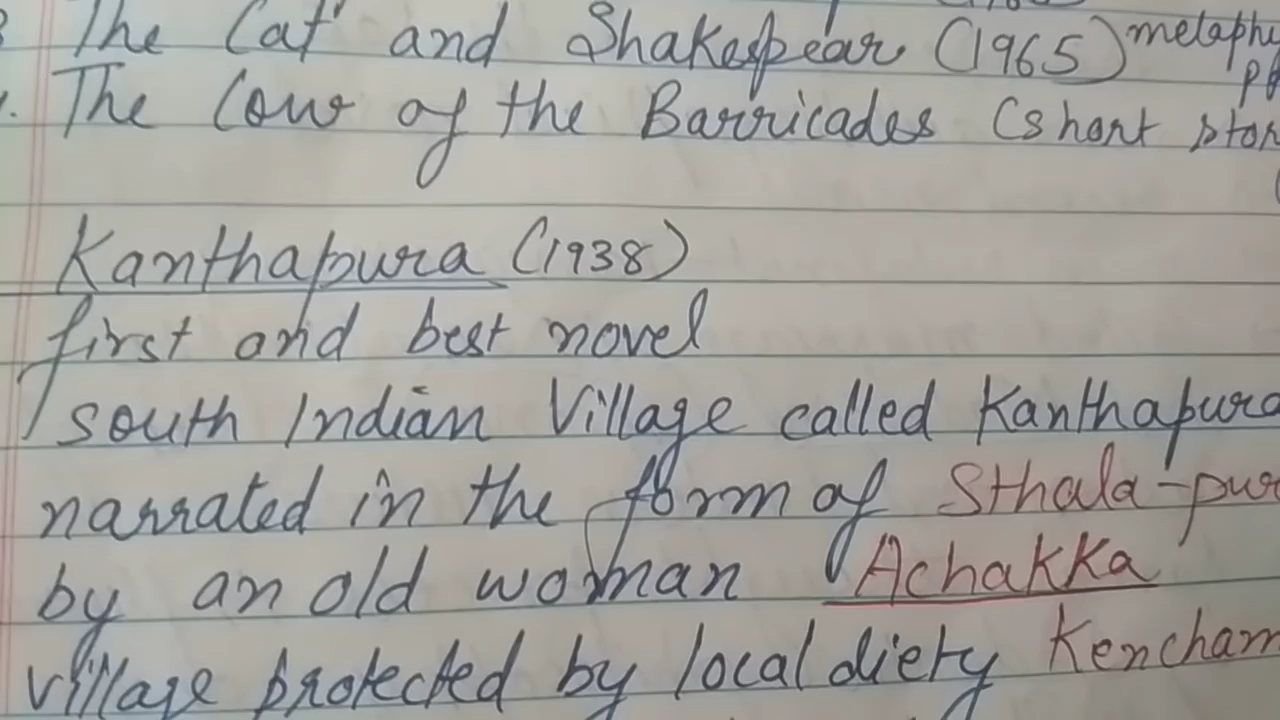 The Cat' and Shakespear (1965) metaphy
The Cow of the Barricades (short stor
Kanthapura (1938)
first and best novel
south Indian Village called Kanthapura
narrated in the form of Sthala-pur
by an old woman Achakka
village protected by local diety Kencham